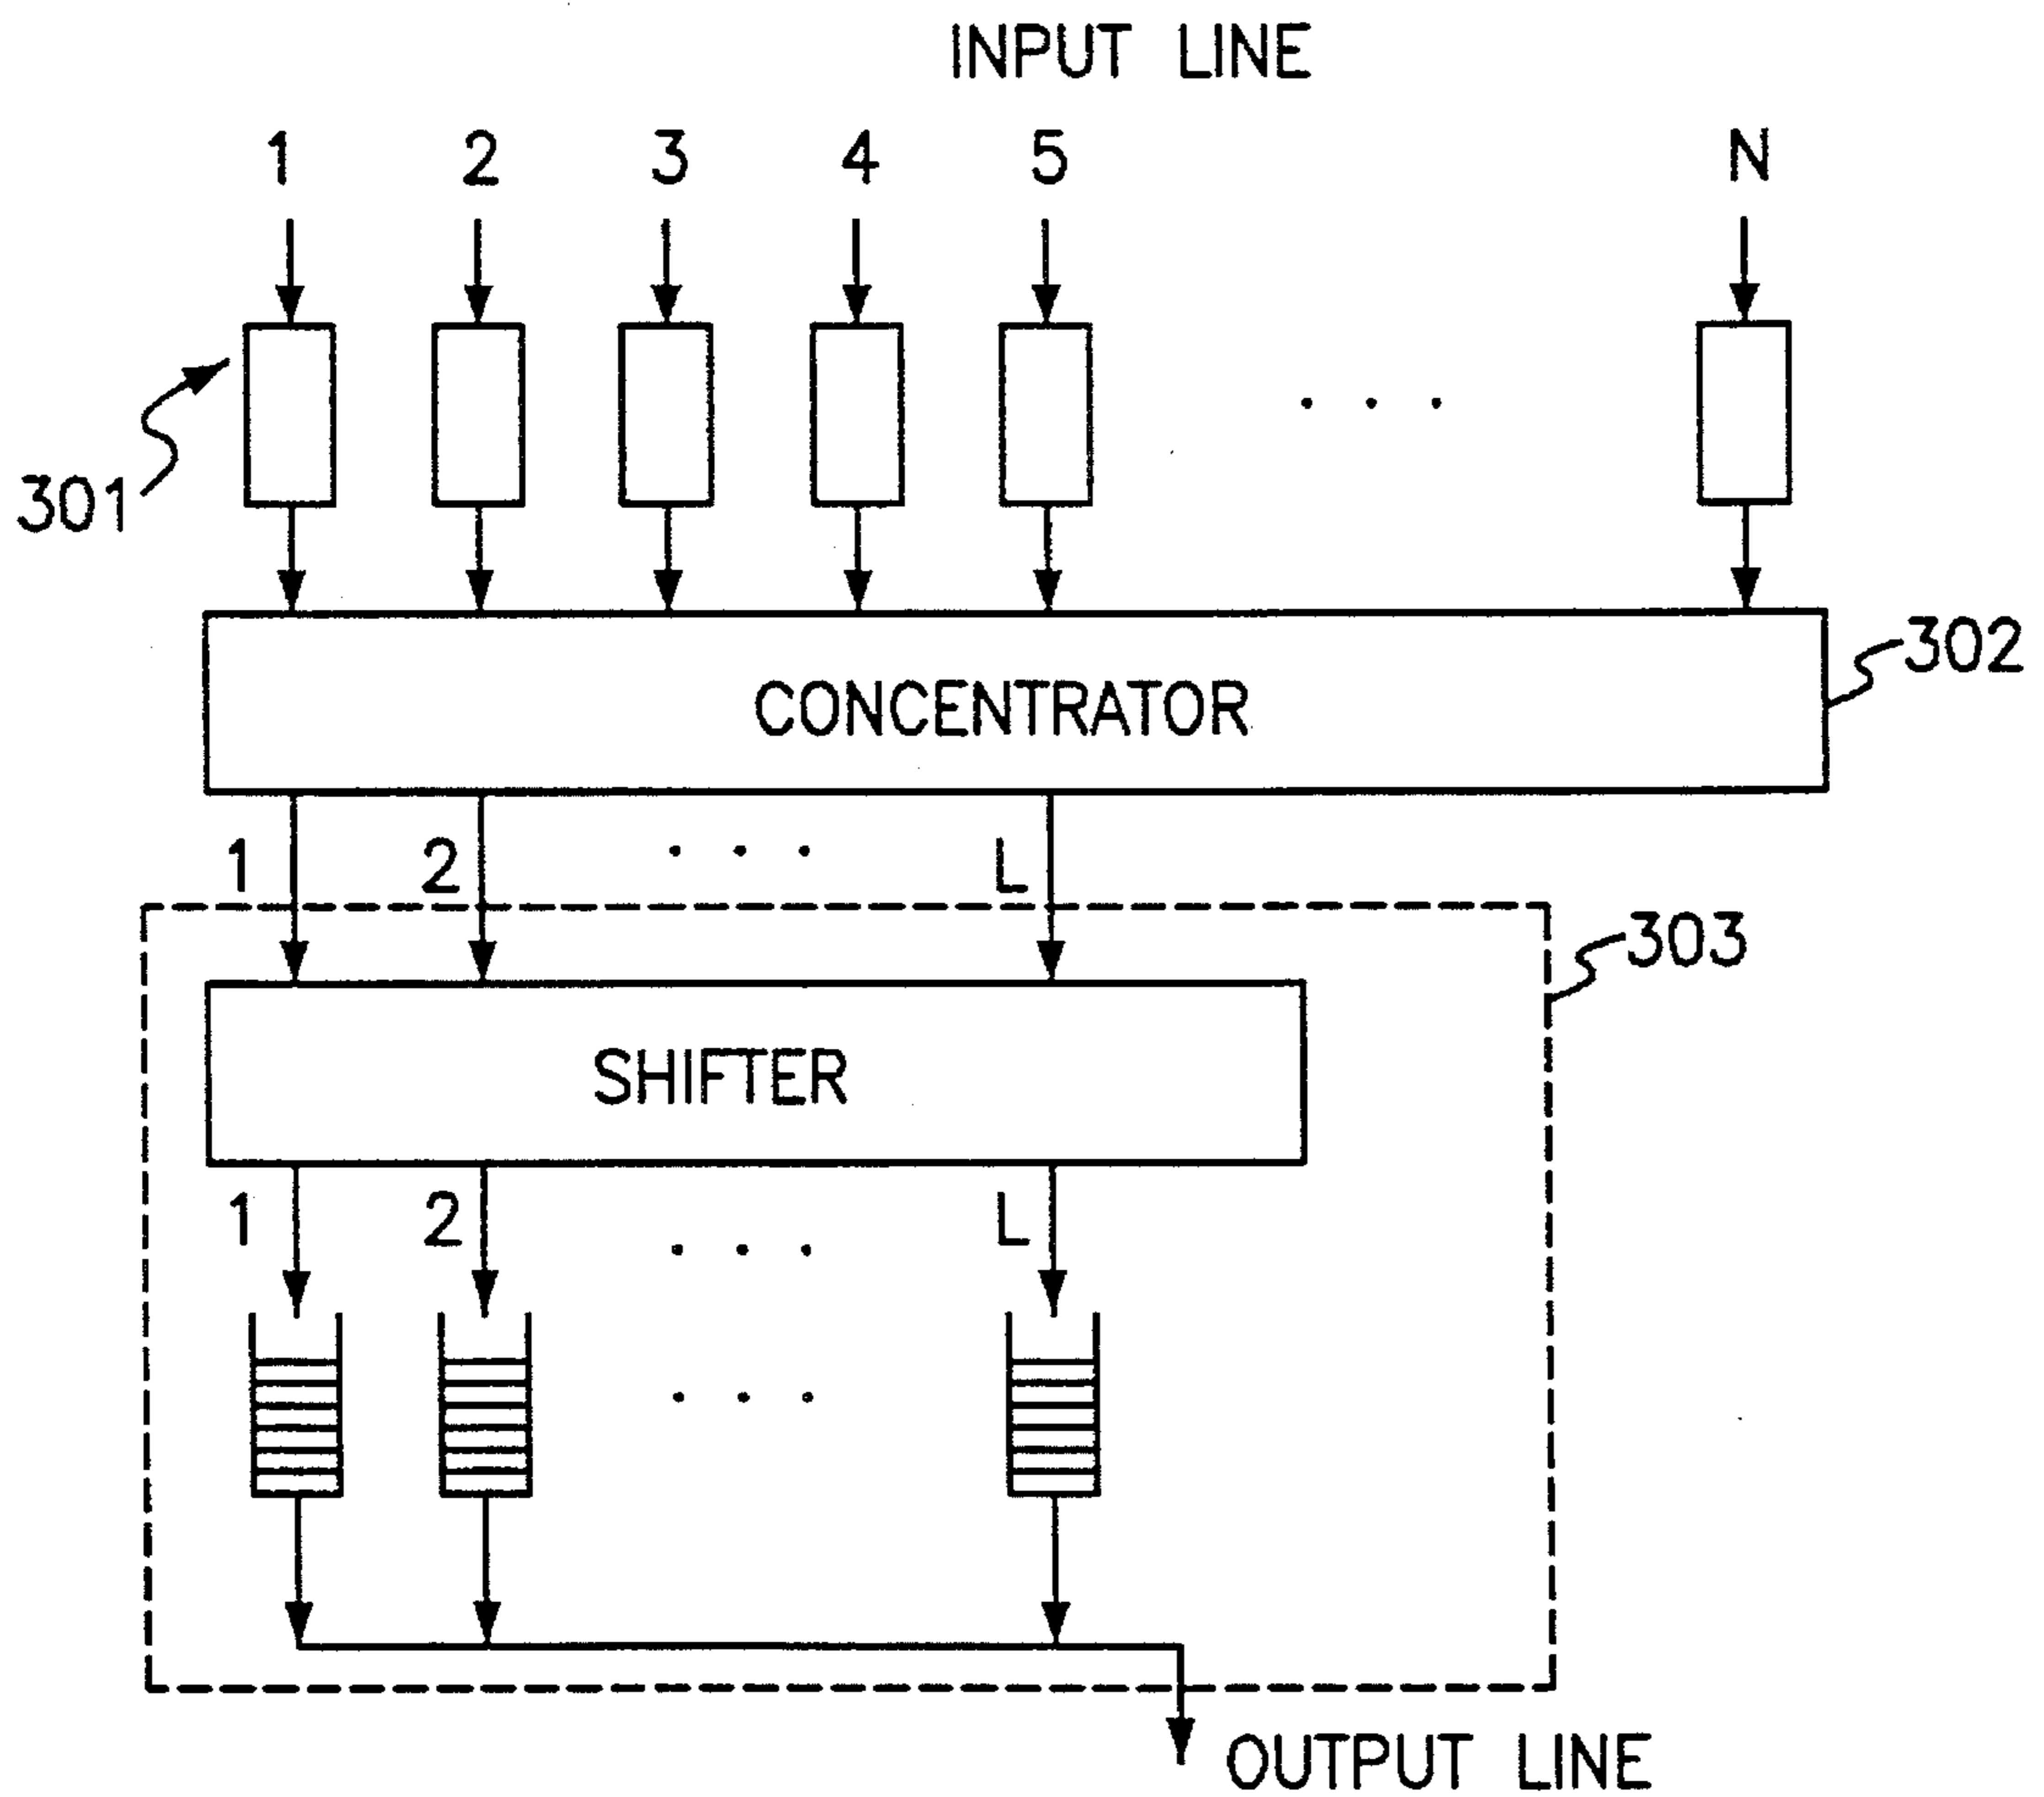 INPUT LINE
1 2 3 4 5 N
301
CONCENTRATOR
302
1 2 L
303
SHIFTER
1 2 L
OUTPUT LINE